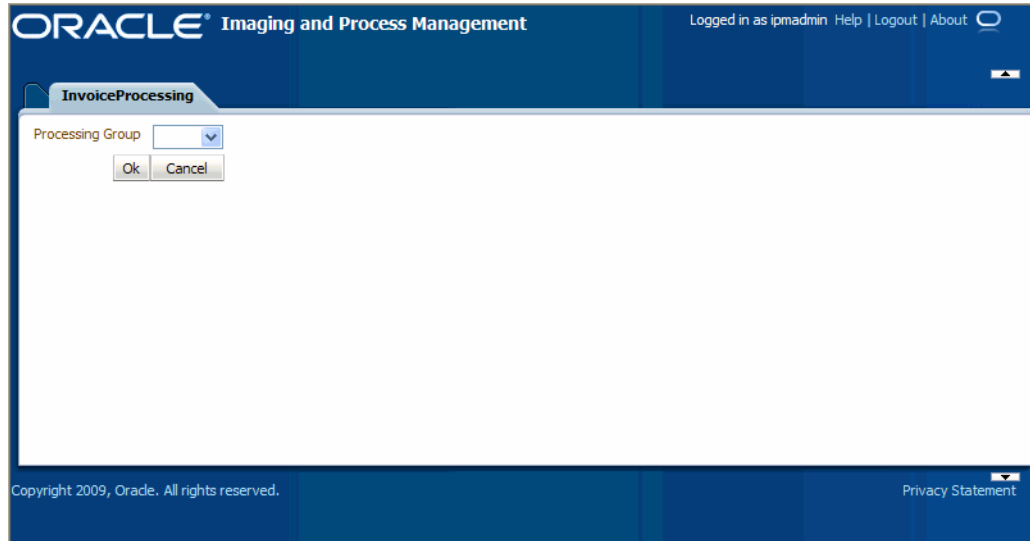 ORACLE® Imaging and Process Management
Logged in as ipmadmin Help | Logout | About
InvoiceProcessing
Processing Group
Ok Cancel
Copyright 2009, Oracle. All rights reserved.
Privacy Statement